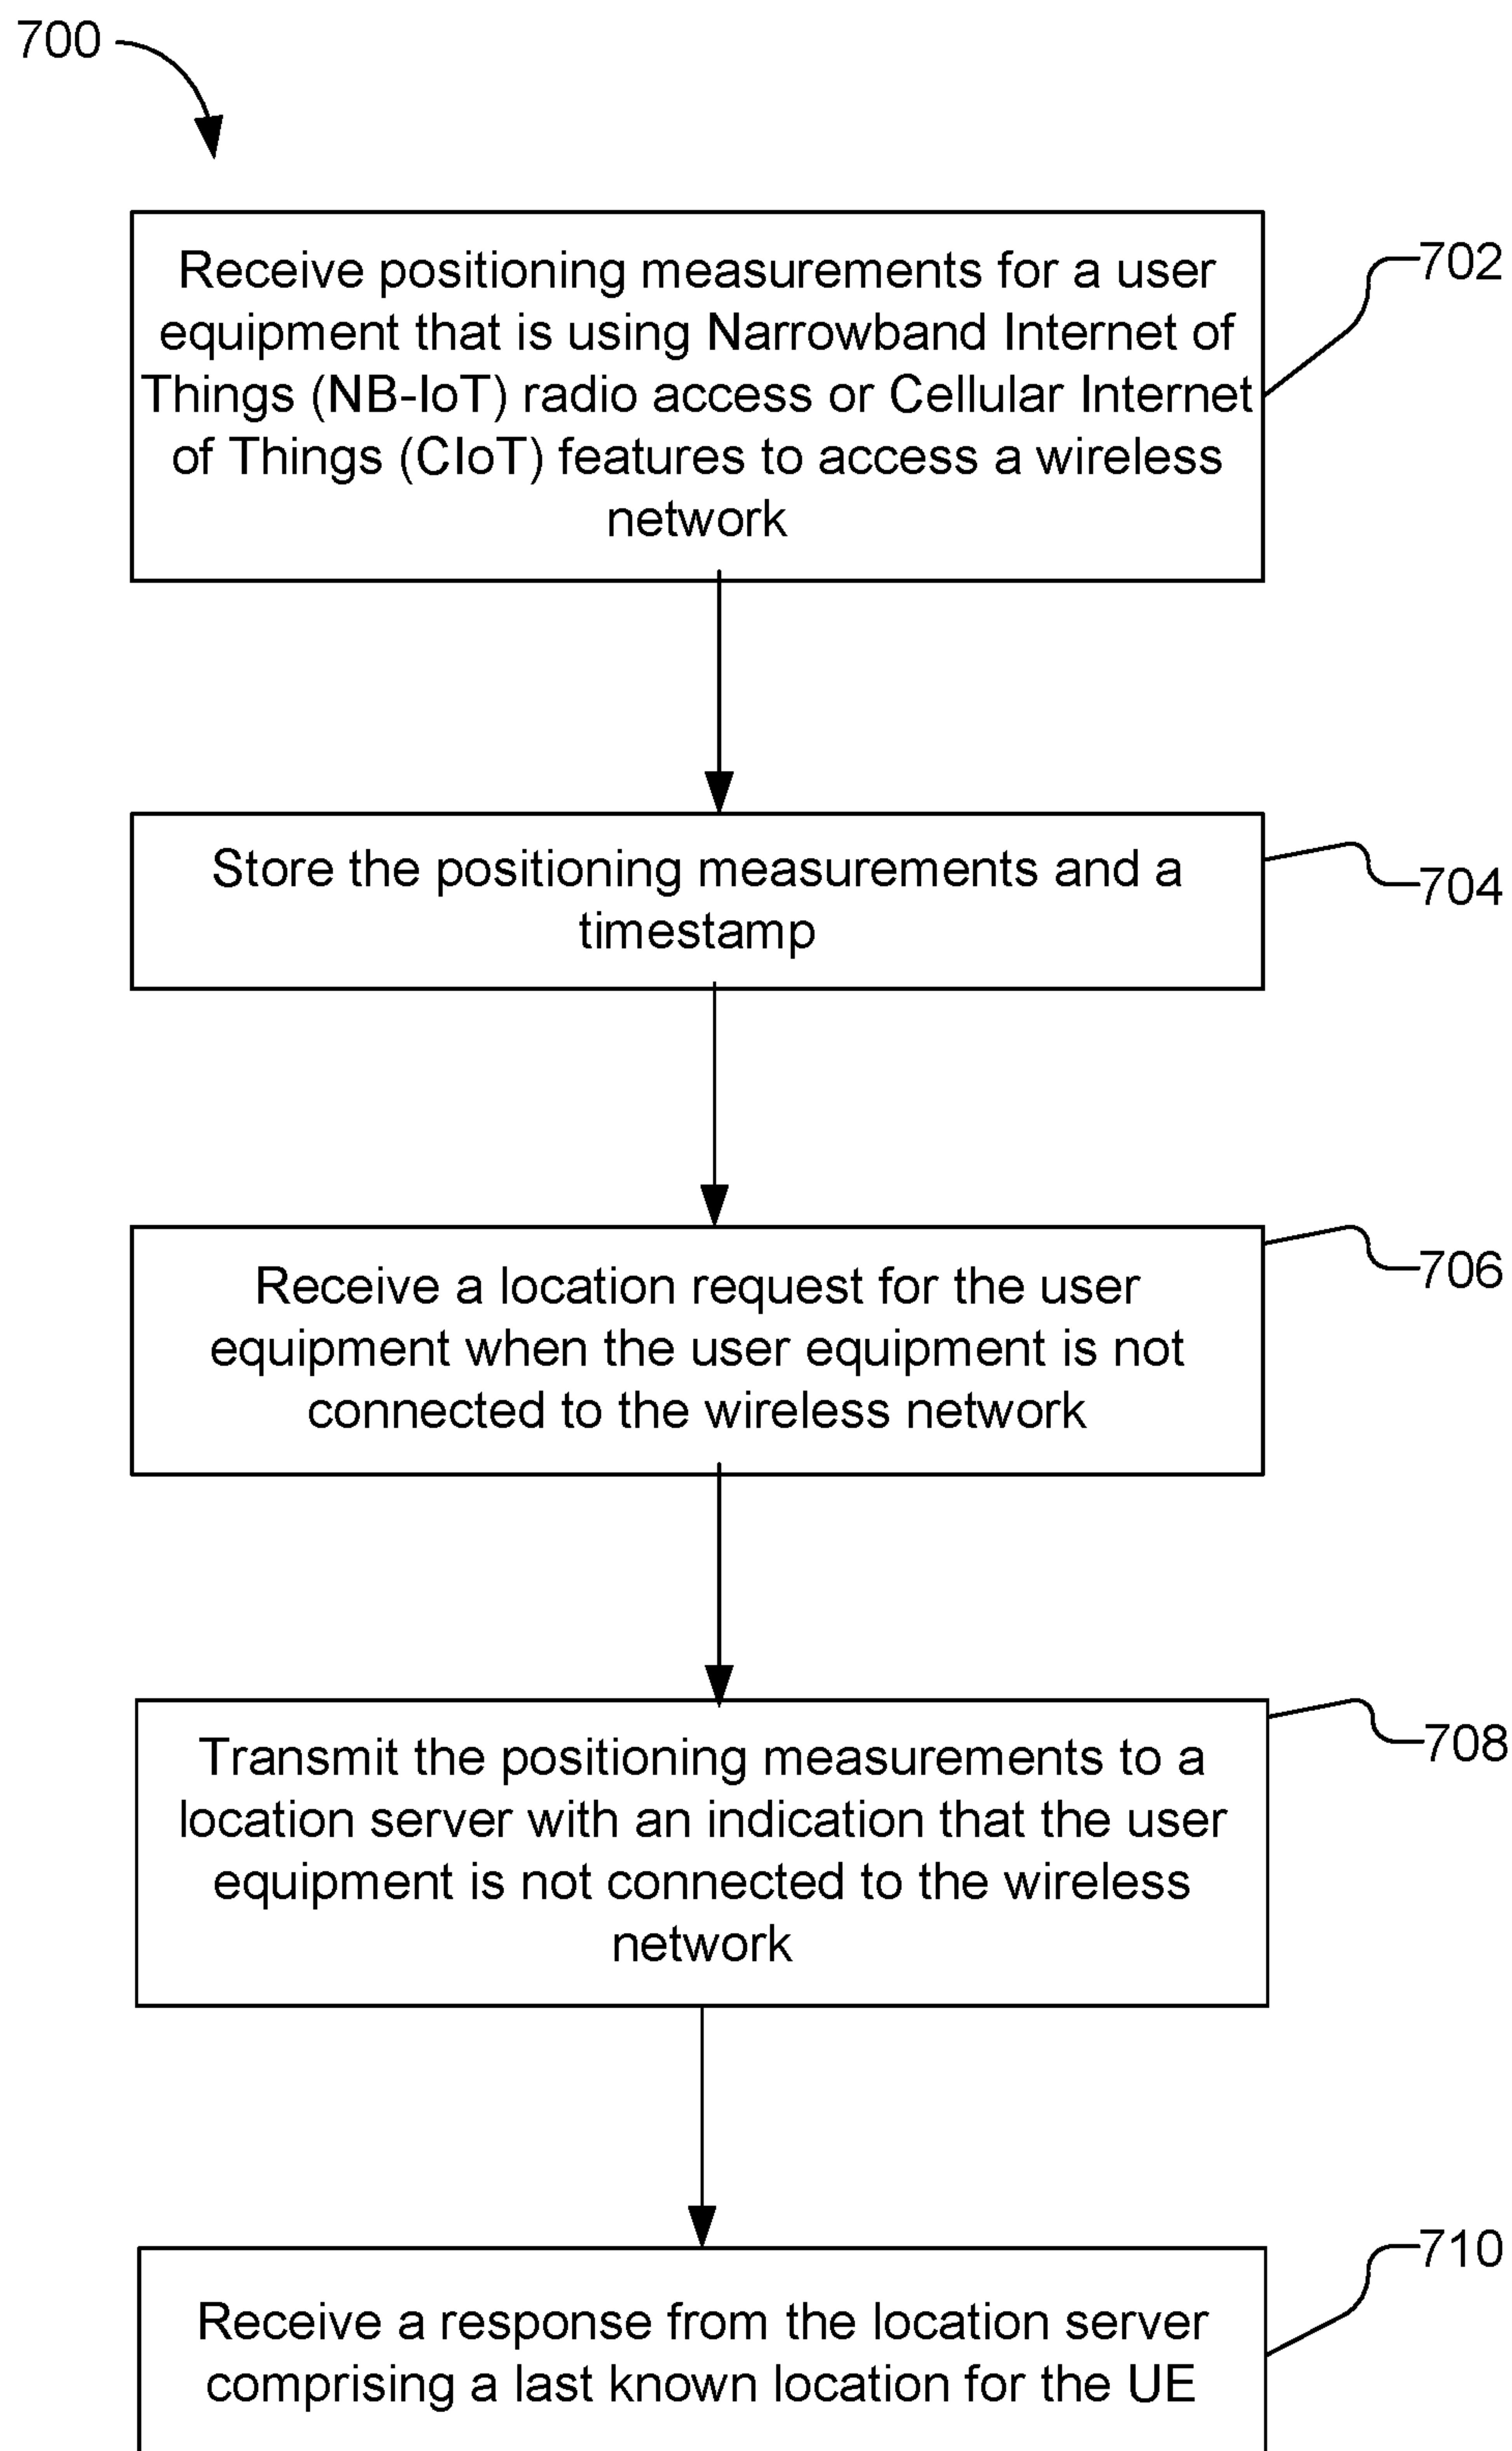 700
Receive positioning measurements for a user
equipment that is using Narrowband Internet of
Things (NB-IoT) radio access or Cellular Internet
of Things (CIoT) features to access a wireless
network
702
Store the positioning measurements and a
timestamp
704
Receive a location request for the user
equipment when the user equipment is not
connected to the wireless network
706
Transmit the positioning measurements to a
location server with an indication that the user
equipment is not connected to the wireless
network
708
Receive a response from the location server
comprising a last known location for the UE
710